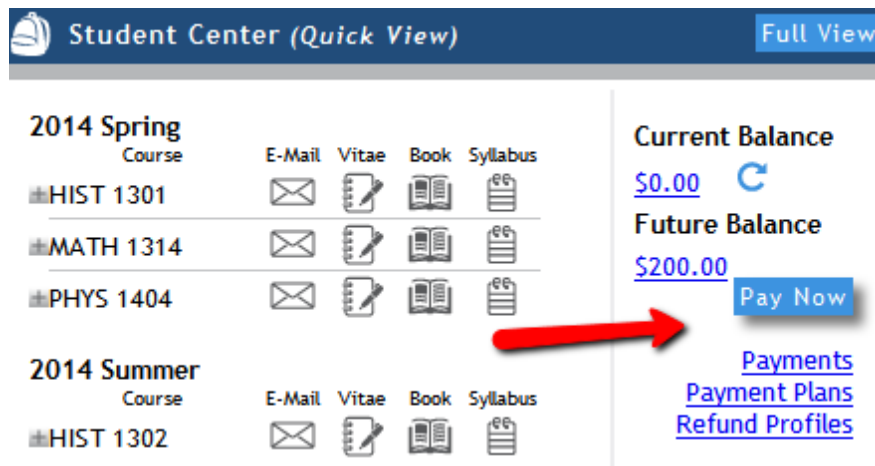 Student Center (Quick View)
Full View
2014 Spring
Course E-Mail Vitae Book Syllabus
HIST 1301
MATH 1314
PHYS 1404
2014 Summer
Course E-Mail Vitae Book Syllabus
HIST 1302
Current Balance
$0.00
Future Balance
$200.00
Pay Now
Payments
Payment Plans
Refund Profiles